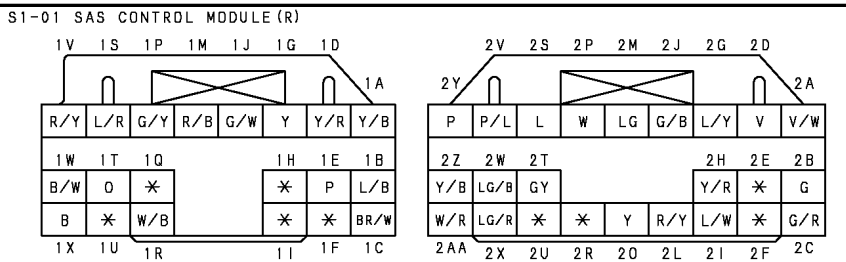 S1-01 SAS CONTROL MODULE(R)
1V 1S 1P 1M 1J 1G 1D 2V 2S 2P 2M 2J 2G 2D
1A 2Y 2A
R/Y L/R G/Y R/B G/W Y Y/R Y/B P P/L L W LG G/B L/Y V V/W
1W 1T 1Q 1H 1E 1B 2Z 2W 2T 2H 2E 2B
B/W O * * P L/B Y/B LG/B GY Y/R * G
B * W/B * * BR/W W/R LG/R * * Y R/Y L/W * G/R
1X 1U 1R 1I 1F 1C 2AA 2X 2U 2R 2O 2L 2I 2F 2C